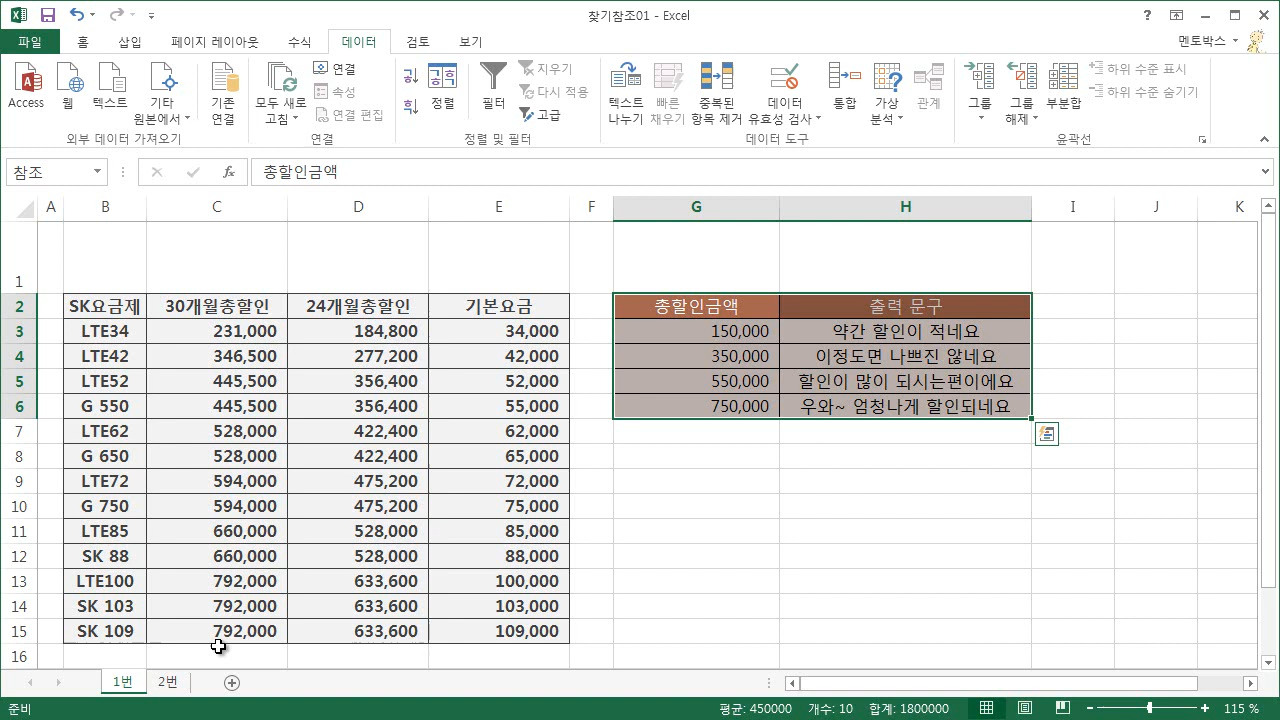 찾기참조01 - Excel
파일 홈 삽입 페이지 레이아웃 수식 데이터 검토 보기 멘토박스
Access 웹 텍스트 기타 원본에서 기존 연결 모두 새로 고침 연결 속성 연결 편집 정렬 필터 지우기 다시 적용 고급 텍스트 나누기 빠른 채우기 중복된 항목 제거 데이터 유효성 검사 통합 가상 분석 관계 그룹 그룹 해제 부분합 하위 수준 표시 하위 수준 숨기기
외부 데이터 가져오기 연결 정렬 및 필터 데이터 도구 윤곽선
참조 fx 총할인금액
A B C D E F G H I J K
1
2 SK요금제 30개월총할인 24개월총할인 기본요금 총할인금액 출력 문구
3 LTE34 231,000 184,800 34,000 150,000 약간 할인이 적네요
4 LTE42 346,500 277,200 42,000 350,000 이정도면 나쁘진 않네요
5 LTE52 445,500 356,400 52,000 550,000 할인이 많이 되시는편이에요
6 G 550 445,500 356,400 55,000 750,000 우와~ 엄청나게 할인되네요
7 LTE62 528,000 422,400 62,000
8 G 650 528,000 422,400 65,000
9 LTE72 594,000 475,200 72,000
10 G 750 594,000 475,200 75,000
11 LTE85 660,000 528,000 85,000
12 SK 88 660,000 528,000 88,000
13 LTE100 792,000 633,600 100,000
14 SK 103 792,000 633,600 103,000
15 SK 109 792,000 633,600 109,000
16
1번 2번
준비 평균: 450000 개수: 10 합계: 1800000 115 %